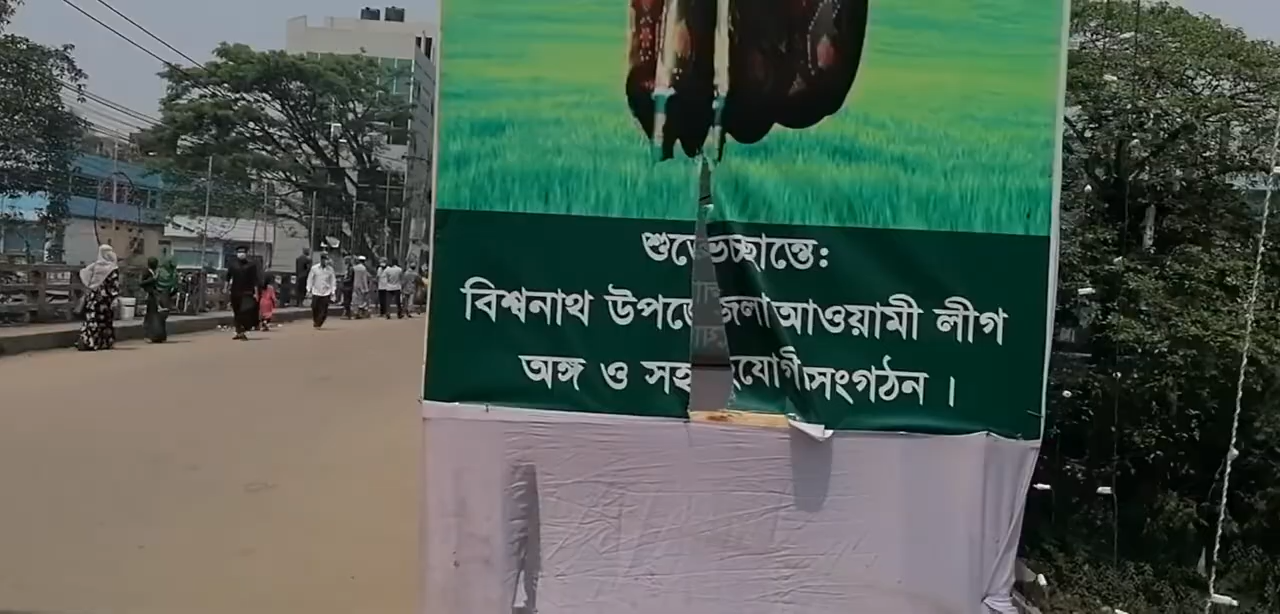 শুভেচ্ছান্তে:
বিশ্বনাথ উপজেলা আওয়ামী লীগ
অঙ্গ ও সহযোগী সংগঠন ।